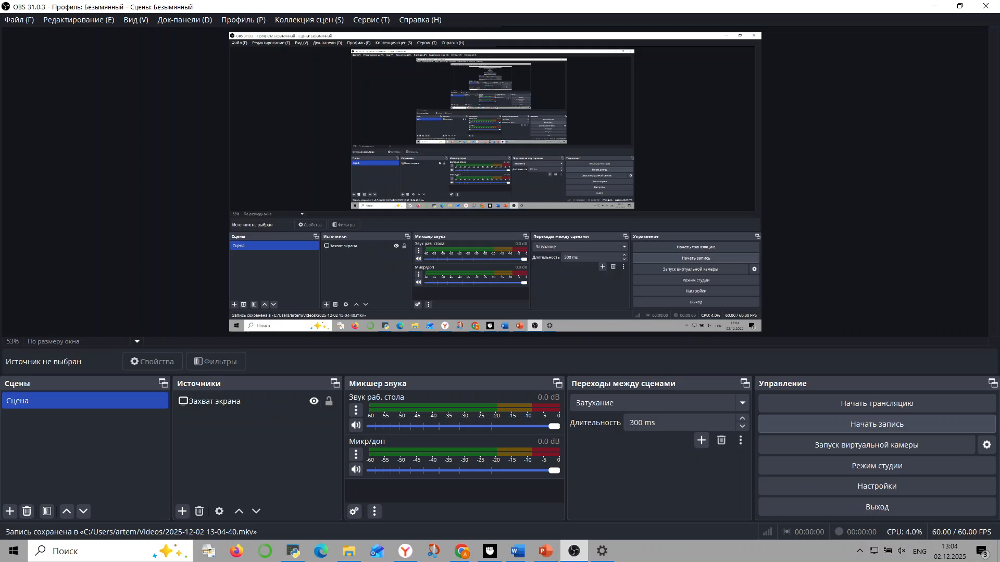 OBS 31.0.3 - Профиль: Безымянный - Сцены: Безымянный
Файл (F) Редактирование (E) Вид (V) Док-панели (D) Профиль (P) Коллекция сцен (S) Сервис (T) Справка (H)
OBS 31.0.3 - Профиль: Безымянный - Сцены: Безымянный
Файл (F) Редактирование (E) Вид (V) Док-панели (D) Профиль (P) Коллекция сцен (S) Сервис (T) Справка (H)
53% По размеру окна
Источник не выбран Свойства Фильтры
Сцены Источники Микшер звука Переходы между сценами Управление
Сцена Захват экрана Звук раб. стола 0.0 dB Затухание Начать трансляцию
-60 -55 -50 -45 -40 -35 -30 -25 -20 -15 -10 -5 0
Длительность 300 ms Начать запись
Микр/доп 0.0 dB Запуск виртуальной камеры
-60 -55 -50 -45 -40 -35 -30 -25 -20 -15 -10 -5 0
Режим студии
Настройки
Выход
Запись сохранена в «C:/Users/artem/Videos/2025-12-02 13-04-40.mkv» 00:00:00 00:00:00 CPU: 4.0% 60.00 / 60.00 FPS
Поиск ENG 13:04
02.12.2025
53% По размеру окна
Источник не выбран Свойства Фильтры
Сцены Источники Микшер звука Переходы между сценами Управление
Сцена Захват экрана Звук раб. стола 0.0 dB Затухание Начать трансляцию
-60 -55 -50 -45 -40 -35 -30 -25 -20 -15 -10 -5 0
Длительность 300 ms Начать запись
Микр/доп 0.0 dB Запуск виртуальной камеры
-60 -55 -50 -45 -40 -35 -30 -25 -20 -15 -10 -5 0
Режим студии
Настройки
Выход
Запись сохранена в «C:/Users/artem/Videos/2025-12-02 13-04-40.mkv» 00:00:00 00:00:00 CPU: 4.0% 60.00 / 60.00 FPS
Поиск ENG 13:04
02.12.2025 3